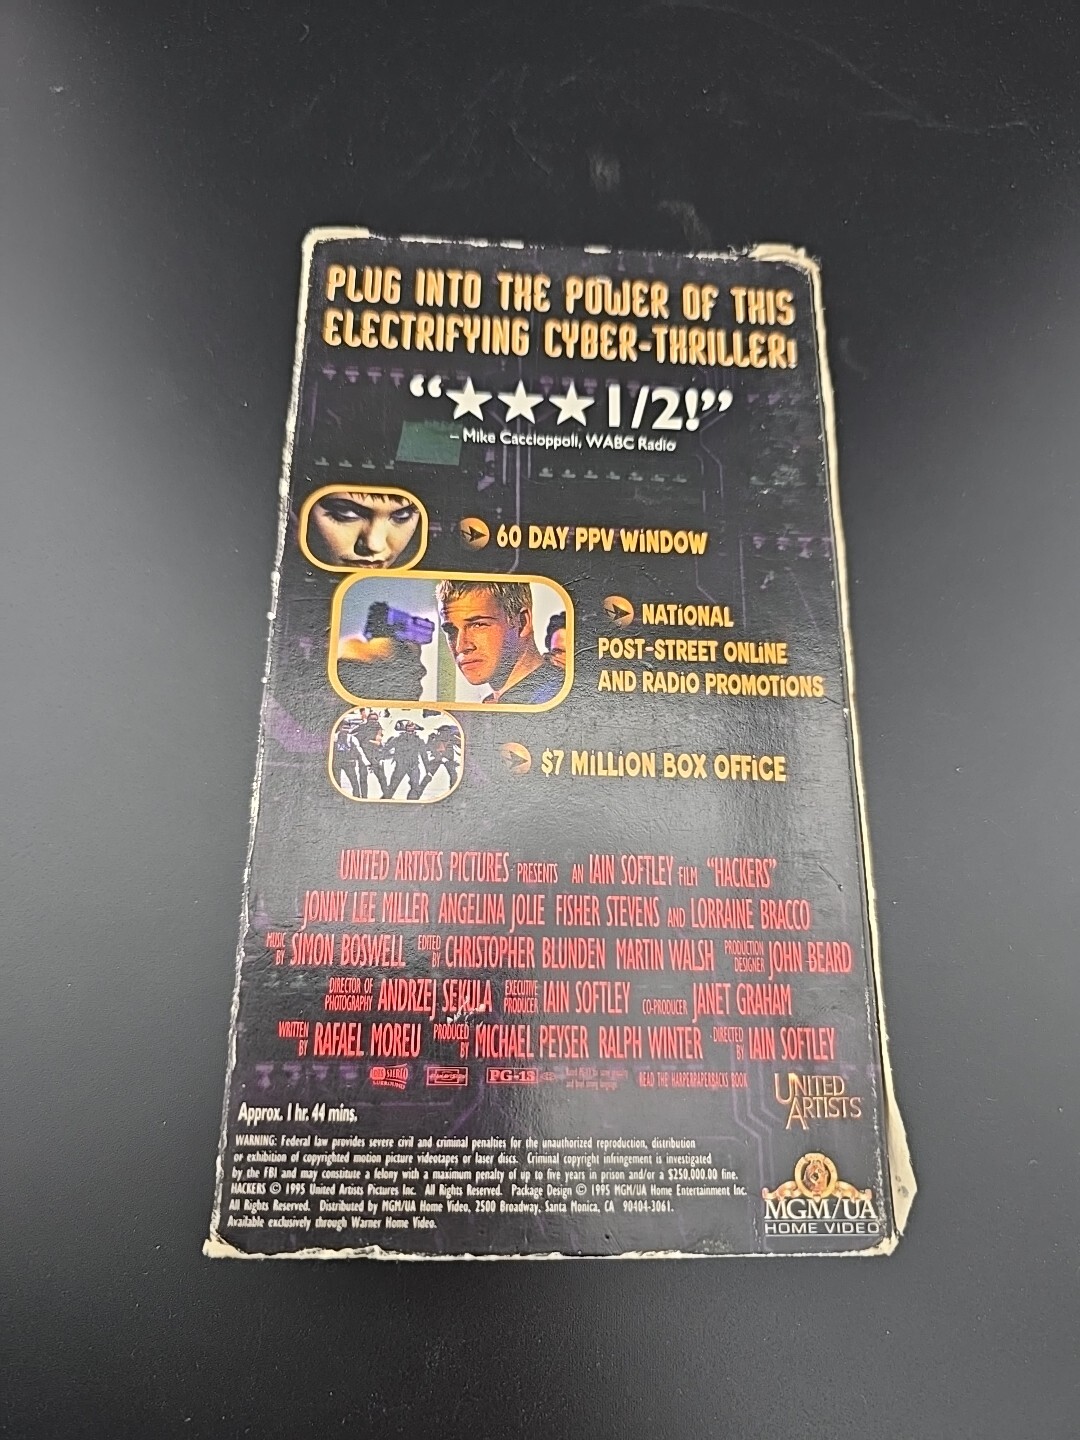 PLUG INTO THE POWER OF THIS
ELECTRIFYING CYBER-THRILLER!
“★★★1/2!”
– Mike Caccioppoli, WABC Radio
60 DAY PPV WiNDOW
NATiONAL
POST-STREET ONLiNE
AND RADiO PROMOTiONS
$7 MiLLiON BOX OFFiCE
UNITED ARTISTS PICTURES PRESENTS AN IAIN SOFTLEY FILM "HACKERS"
JONNY LEE MILLER ANGELINA JOLIE FISHER STEVENS AND LORRAINE BRACCO
MUSIC BY SIMON BOSWELL EDITED BY CHRISTOPHER BLUNDEN MARTIN WALSH PRODUCTION DESIGNER JOHN BEARD
DIRECTOR OF PHOTOGRAPHY ANDRZEJ SEKULA EXECUTIVE PRODUCER IAIN SOFTLEY CO-PRODUCER JANET GRAHAM
WRITTEN BY RAFAEL MOREU PRODUCED BY MICHAEL PEYSER RALPH WINTER DIRECTED BY IAIN SOFTLEY
STEREO SURROUND PG-13 READ THE HARPERPAPERBACKS BOOK
UNITED ARTISTS
Approx. 1 hr. 44 mins.
WARNING: Federal law provides severe civil and criminal penalties for the unauthorized reproduction, distribution
or exhibition of copyrighted motion picture videotapes or laser discs. Criminal copyright infringement is investigated
by the FBI and may constitute a felony with a maximum penalty of up to five years in prison and/or a $250,000.00 fine.
HACKERS © 1995 United Artists Pictures Inc. All Rights Reserved. Package Design © 1995 MGM/UA Home Entertainment Inc.
All Rights Reserved. Distributed by MGM/UA Home Video, 2500 Broadway, Santa Monica, CA 90404-3061.
Available exclusively through Warner Home Video.
MGM/UA
HOME VIDEO